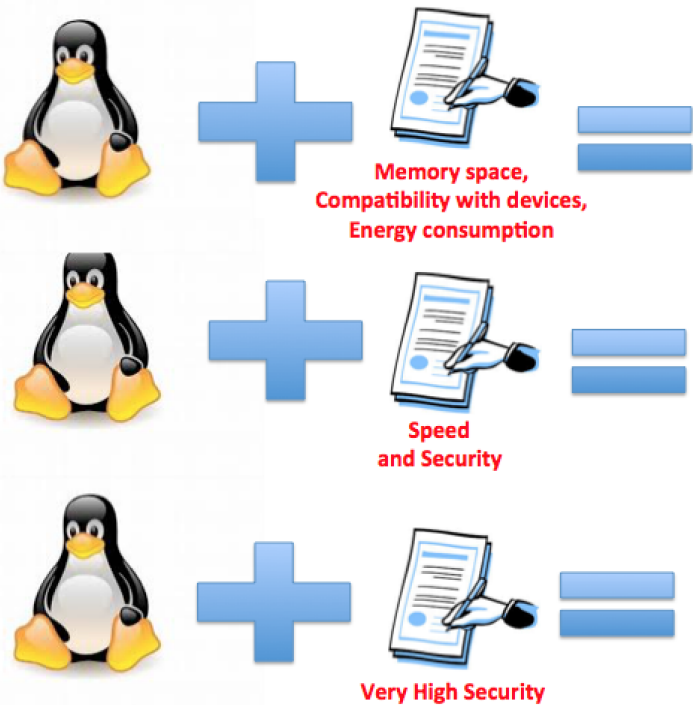 Memory space,
Compatibility with devices,
Energy consumption
Speed
and Security
Very High Security